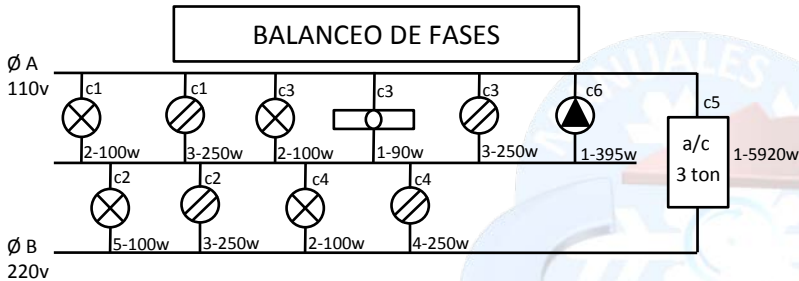 BALANCEO DE FASES
Ø A
110v
c1
c1
c3
c3
c3
c6
c5
a/c
3 ton
1-5920w
2-100w
3-250w
2-100w
1-90w
3-250w
1-395w
c2
c2
c4
c4
Ø B
220v
5-100w
3-250w
2-100w
4-250w